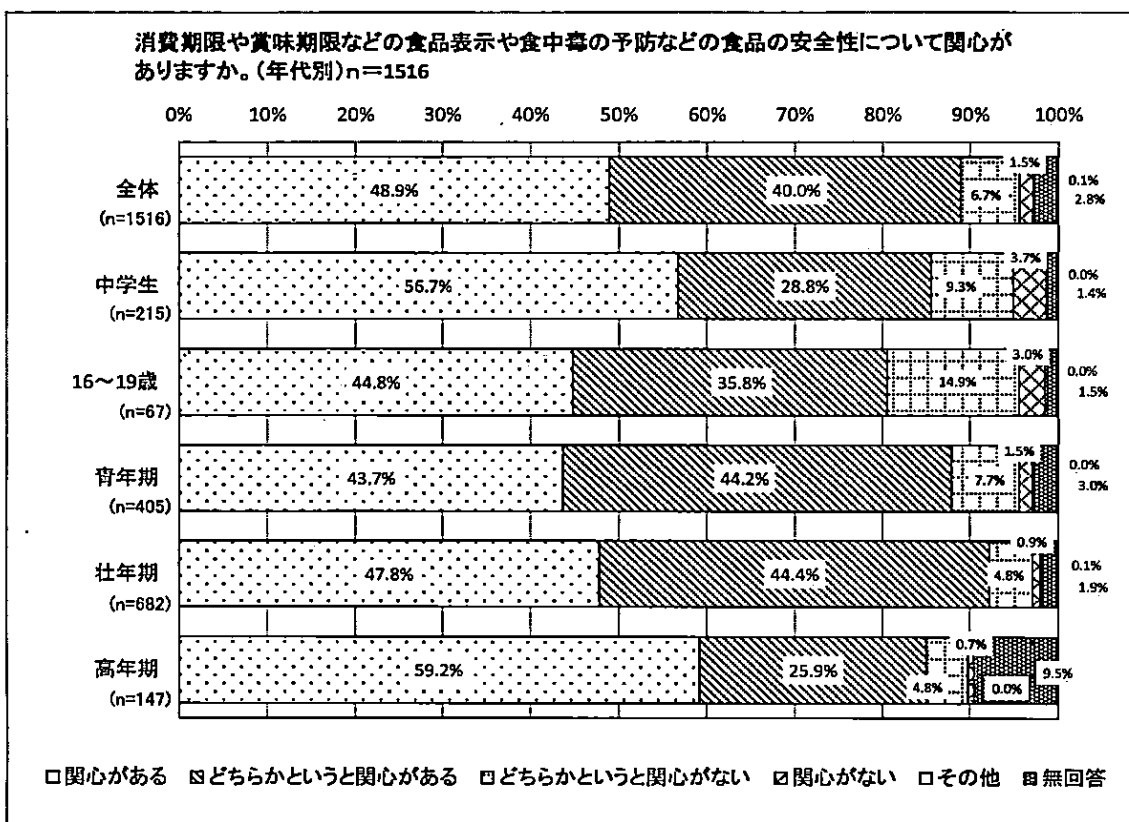 消費期限や賞味期限などの食品表示や食中毒の予防などの食品の安全性について関心が
ありますか。(年代別)n=1516
0% 10% 20% 30% 40% 50% 60% 70% 80% 90% 100%
全体
(n=1516)
48.9% 40.0% 6.7% 1.5% 0.1% 2.8%
中学生
(n=215)
56.7% 28.8% 9.3% 3.7% 0.0% 1.4%
16~19歳
(n=67)
44.8% 35.8% 14.9% 3.0% 0.0% 1.5%
青年期
(n=405)
43.7% 44.2% 7.7% 1.5% 0.0% 3.0%
壮年期
(n=682)
47.8% 44.4% 4.8% 0.9% 0.1% 1.9%
高年期
(n=147)
59.2% 25.9% 4.8% 0.7% 0.0% 9.5%
関心がある どちらかというと関心がある どちらかというと関心がない 関心がない その他 無回答